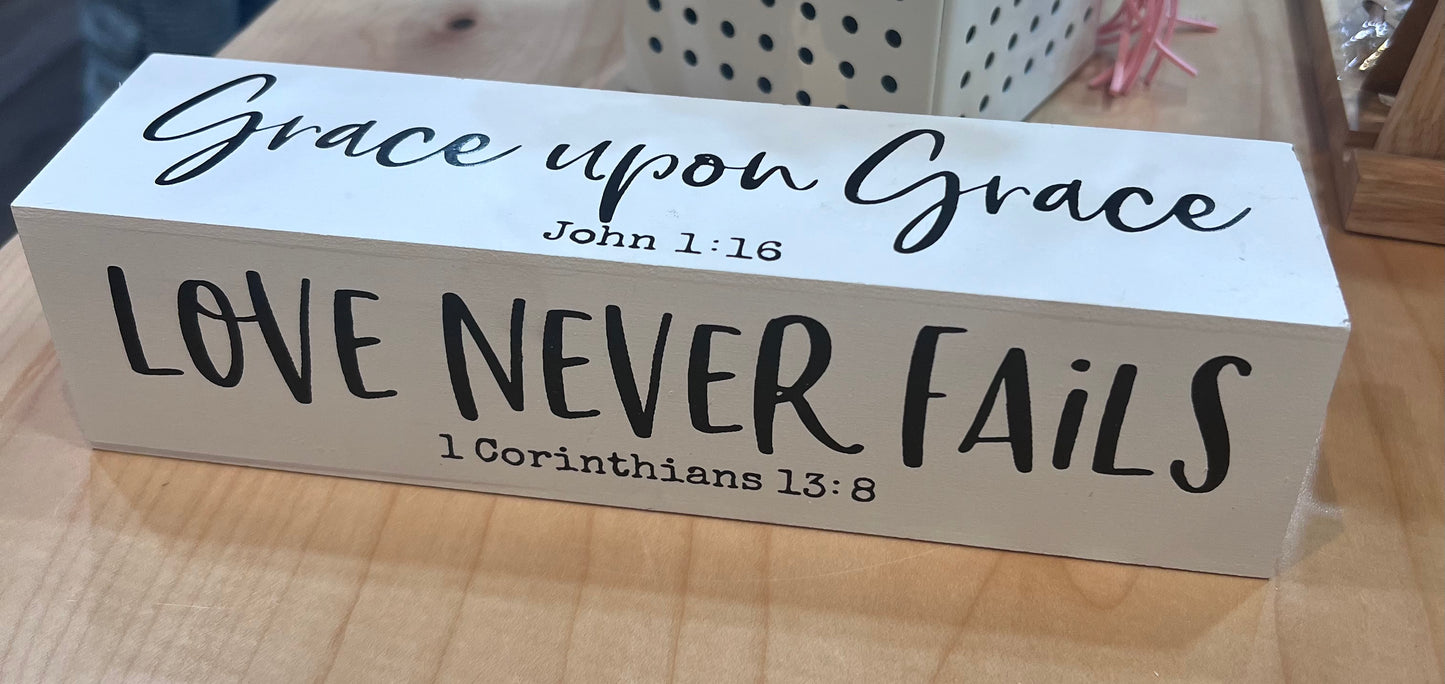 Grace upon Grace
John 1:16
LOVE NEVER FAiLS
1 Corinthians 13:8